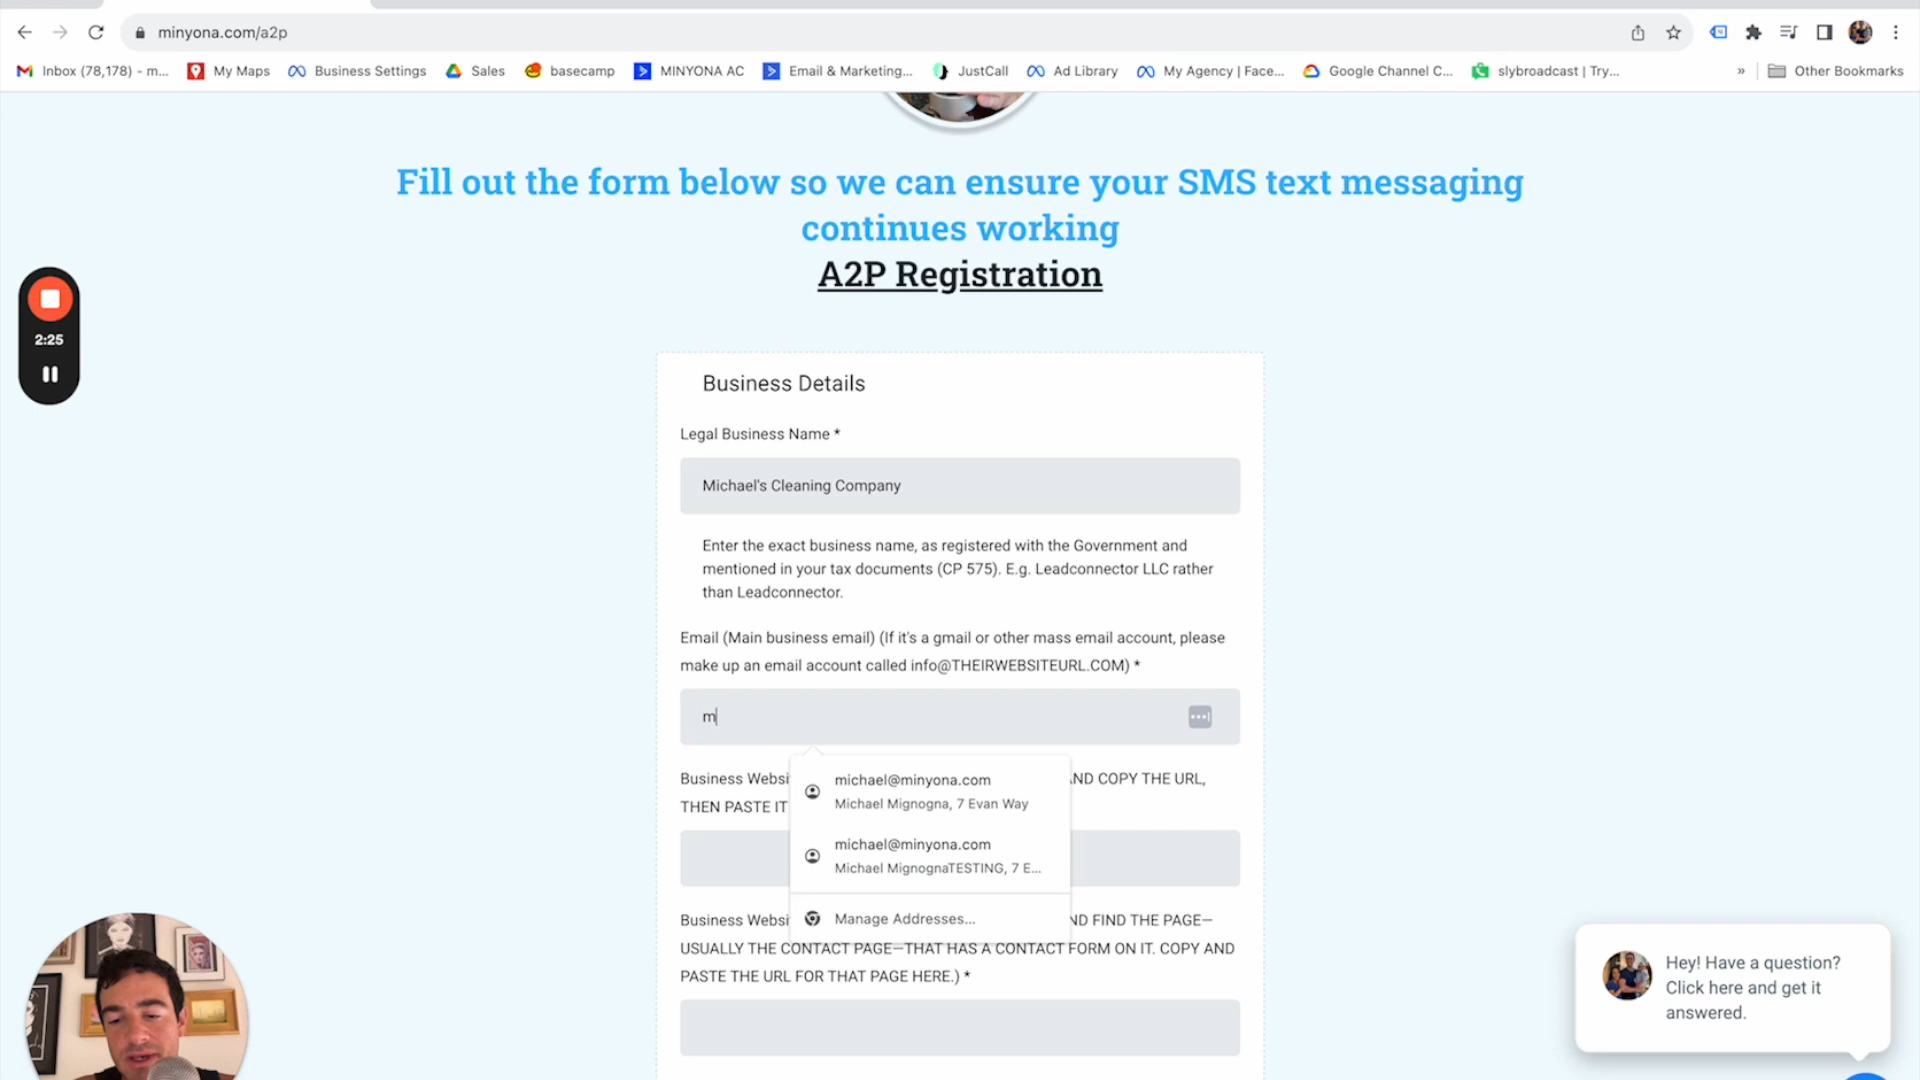 minyona.com/a2p
Inbox (78,178) – m...
My Maps
Business Settings
Sales
basecamp
MINYONA AC
Email & Marketing...
JustCall
Ad Library
My Agency | Face...
Google Channel C...
slybroadcast | Try...
»
Other Bookmarks
Fill out the form below so we can ensure your SMS text messaging
continues working
A2P Registration
2:25
Business Details
Legal Business Name *
Michael's Cleaning Company
Enter the exact business name, as registered with the Government and
mentioned in your tax documents (CP 575). E.g. Leadconnector LLC rather
than Leadconnector.
Email (Main business email) (If it's a gmail or other mass email account, please
make up an email account called info@THEIRWEBSITEURL.COM) *
m
Business Websi
AND COPY THE URL,
THEN PASTE IT
michael@minyona.com
Michael Mignogna, 7 Evan Way
michael@minyona.com
Michael MignognaTESTING, 7 E...
Manage Addresses...
Business Websi
ND FIND THE PAGE—
USUALLY THE CONTACT PAGE—THAT HAS A CONTACT FORM ON IT. COPY AND
PASTE THE URL FOR THAT PAGE HERE.) *
Hey! Have a question?
Click here and get it
answered.